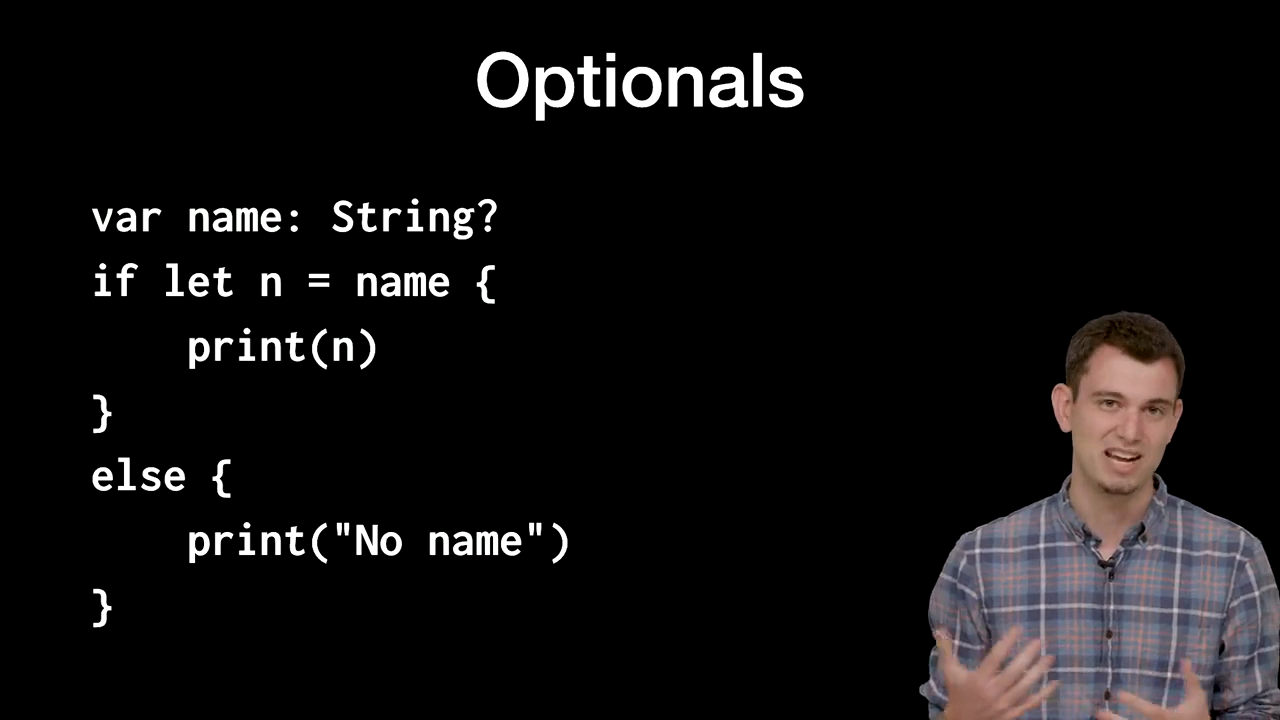 Optionals
var name: String?
if let n = name {
    print(n)
}
else {
    print("No name")
}